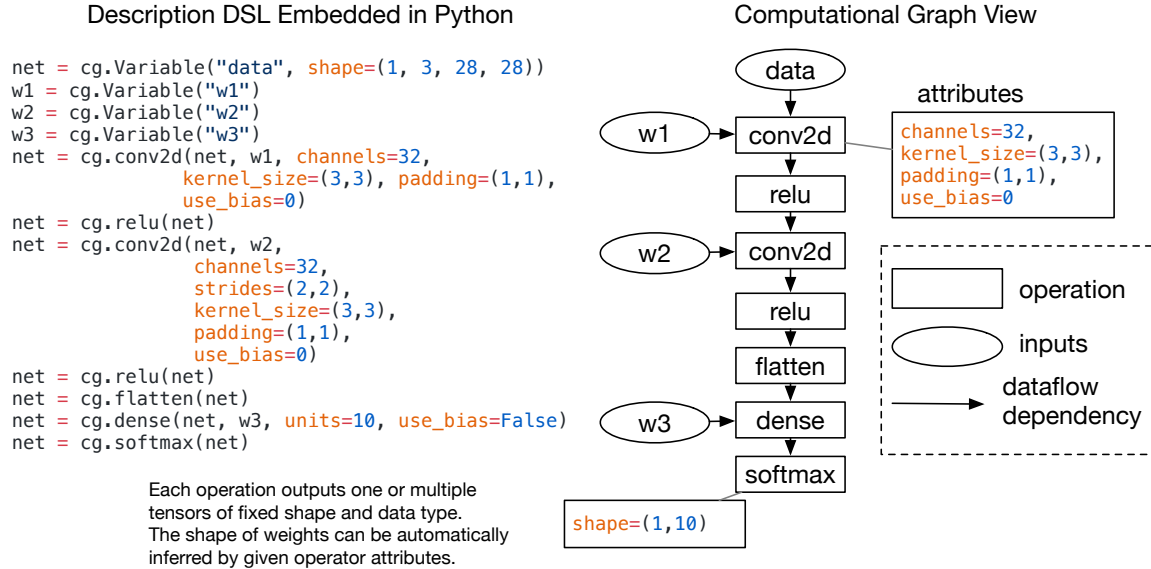 Description DSL Embedded in Python
net = cg.Variable("data", shape=(1, 3, 28, 28))
w1 = cg.Variable("w1")
w2 = cg.Variable("w2")
w3 = cg.Variable("w3")
net = cg.conv2d(net, w1, channels=32,
kernel_size=(3,3), padding=(1,1),
use_bias=0)
net = cg.relu(net)
net = cg.conv2d(net, w2,
channels=32,
strides=(2,2),
kernel_size=(3,3),
padding=(1,1),
use_bias=0)
net = cg.relu(net)
net = cg.flatten(net)
net = cg.dense(net, w3, units=10, use_bias=False)
net = cg.softmax(net)
Each operation outputs one or multiple
tensors of fixed shape and data type.
The shape of weights can be automatically
inferred by given operator attributes.
Computational Graph View
data
w1
conv2d
relu
w2
conv2d
relu
flatten
w3
dense
softmax
shape=(1,10)
attributes
channels=32,
kernel_size=(3,3),
padding=(1,1),
use_bias=0
operation
inputs
dataflow
dependency